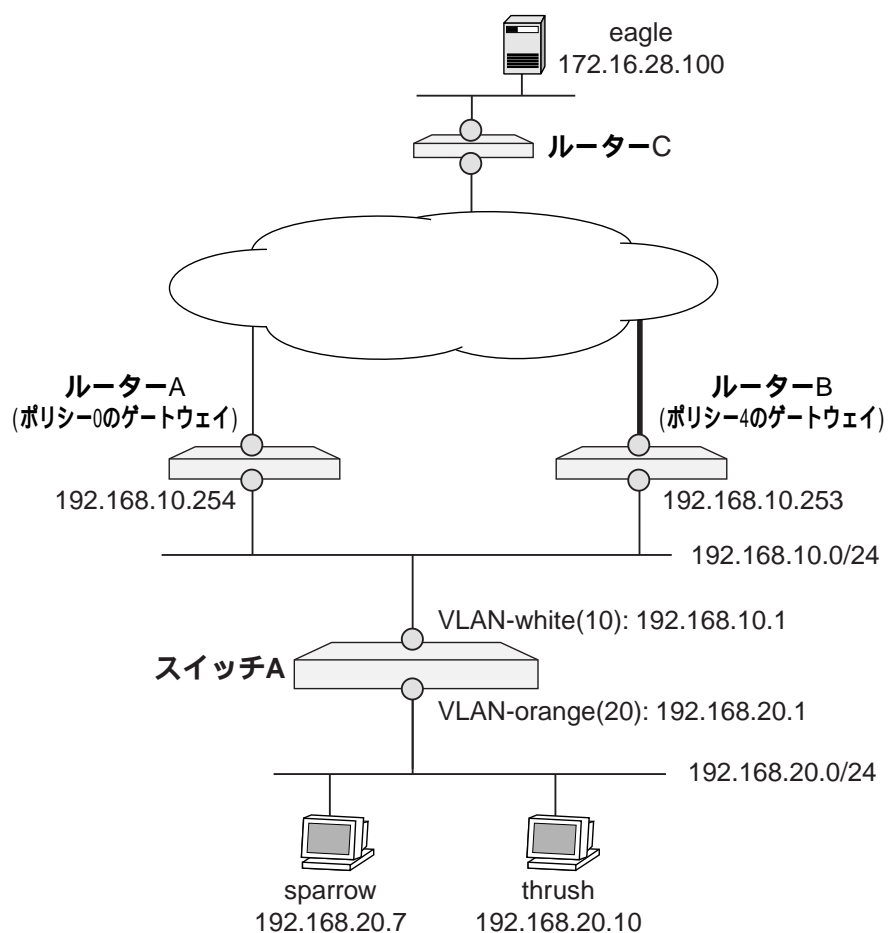 eagle
172.16.28.100
ルーターC
ルーターA
(ポリシー0のゲートウェイ)
ルーターB
(ポリシー4のゲートウェイ)
192.168.10.254
192.168.10.253
192.168.10.0/24
VLAN-white(10): 192.168.10.1
スイッチA
VLAN-orange(20): 192.168.20.1
192.168.20.0/24
sparrow
192.168.20.7
thrush
192.168.20.10